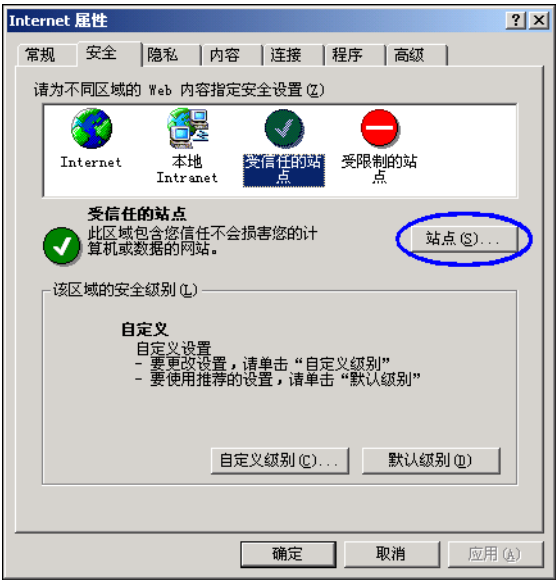 Internet 属性
常规 安全 隐私 内容 连接 程序 高级
请为不同区域的 Web 内容指定安全设置(Z)
Internet 本地 受信任的站 受限制的站
Intranet 点 点
受信任的站点
此区域包含您信任不会损害您的计
算机或数据的网站。
站点(S)...
该区域的安全级别(L)
自定义
自定义设置
- 要更改设置，请单击“自定义级别”
- 要使用推荐的设置，请单击“默认级别”
自定义级别(C)... 默认级别(D)
确定 取消 应用(A)